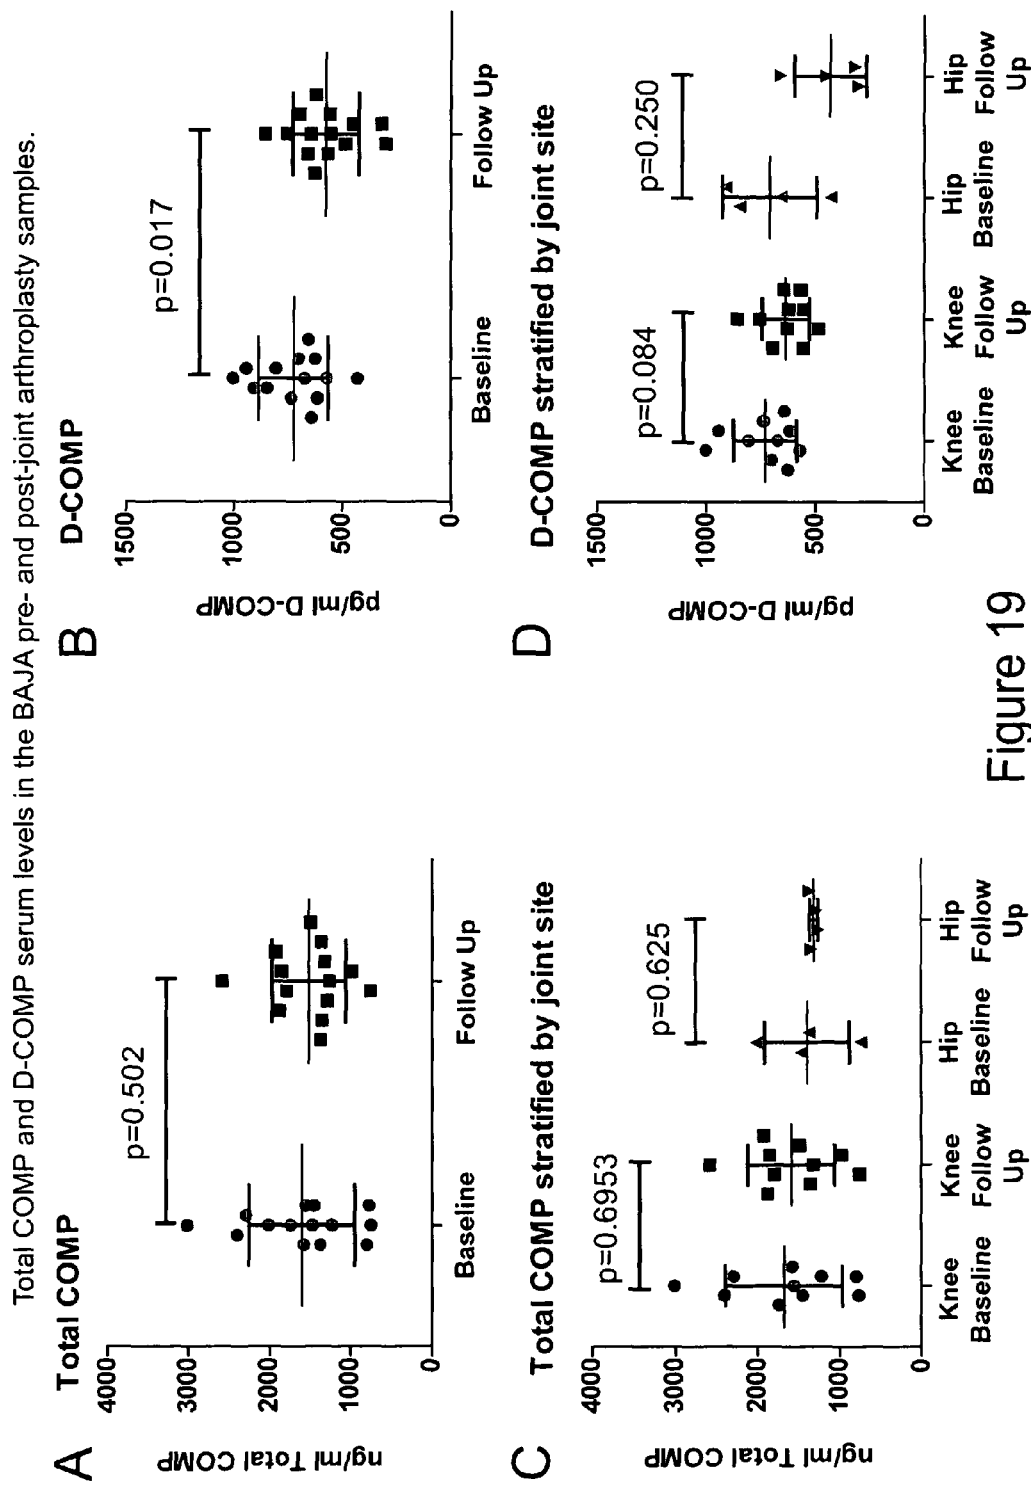 Total COMP and D-COMP serum levels in the BAJA pre- and post-joint arthroplasty samples.
A
Total COMP
ng/ml Total COMP
4000
3000
2000
1000
0
p=0.502
Baseline
Follow Up
B
D-COMP
pg/ml D-COMP
1500
1000
500
0
p=0.017
Baseline
Follow Up
C
Total COMP stratified by joint site
ng/ml Total COMP
4000
3000
2000
1000
0
p=0.6953
p=0.625
Knee Knee Hip Hip
Baseline Follow Baseline Follow
Up Up
D
D-COMP stratified by joint site
pg/ml D-COMP
1500
1000
500
0
p=0.084
p=0.250
Knee Knee Hip Hip
Baseline Follow Baseline Follow
Up Up
Figure 19